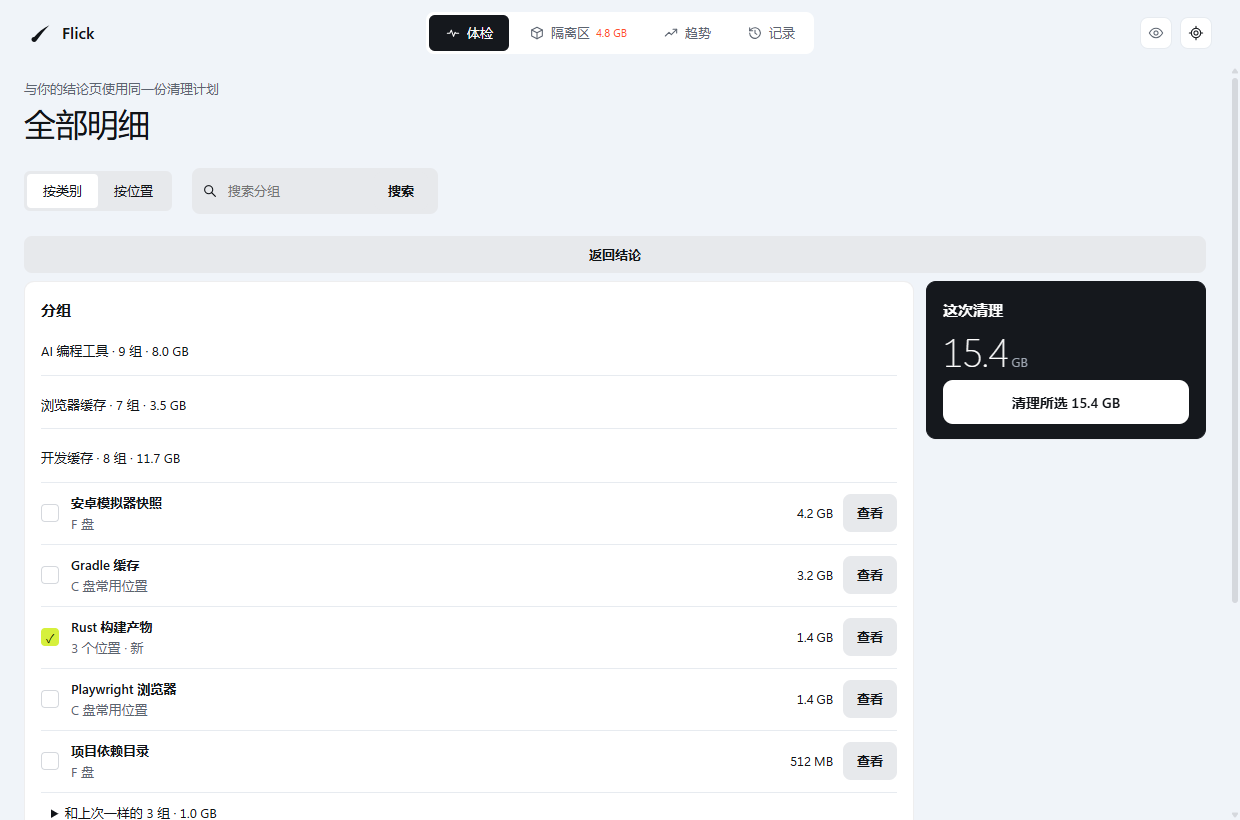 Flick
体检
隔离区 4.8 GB
趋势
记录
与你的结论页使用同一份清理计划
全部明细
按类别
按位置
搜索分组
搜索
返回结论
分组
AI 编程工具 · 9 组 · 8.0 GB
浏览器缓存 · 7 组 · 3.5 GB
开发缓存 · 8 组 · 11.7 GB
安卓模拟器快照
F 盘
4.2 GB
查看
Gradle 缓存
C 盘常用位置
3.2 GB
查看
Rust 构建产物
3 个位置 · 新
1.4 GB
查看
Playwright 浏览器
C 盘常用位置
1.4 GB
查看
项目依赖目录
F 盘
512 MB
查看
和上次一样的 3 组 · 1.0 GB
这次清理
15.4 GB
清理所选 15.4 GB